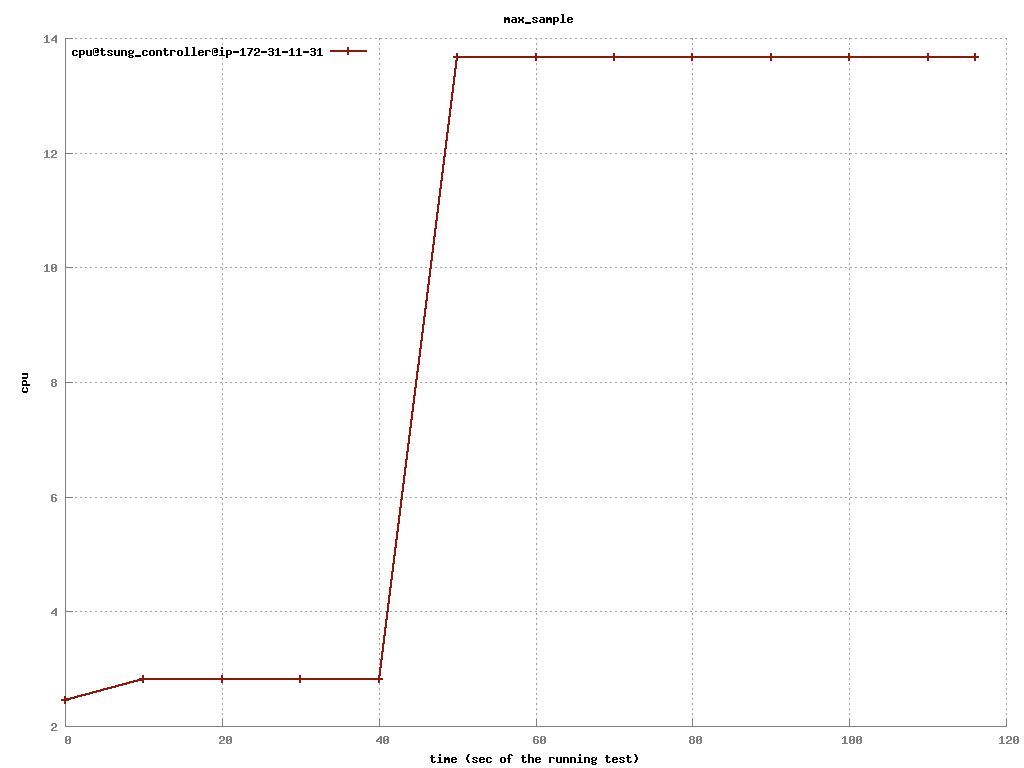 max_sample
cpu@tsung_controller@ip-172-31-11-31
14
12
10
8
6
4
2
cpu
0 20 40 60 80 100 120
time (sec of the running test)